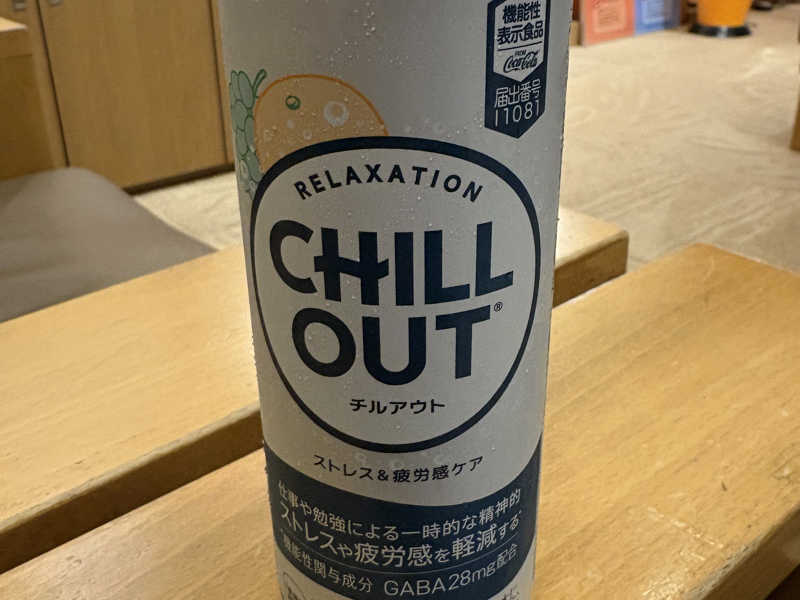 機能性
表示食品
FROM
Coca-Cola
届出番号
I1081
RELAXATION
CHILL
OUT®
チルアウト
ストレス&疲労感ケア
仕事や勉強による一時的な精神的
ストレスや疲労感を軽減する*
*機能性関与成分 GABA28mg配合